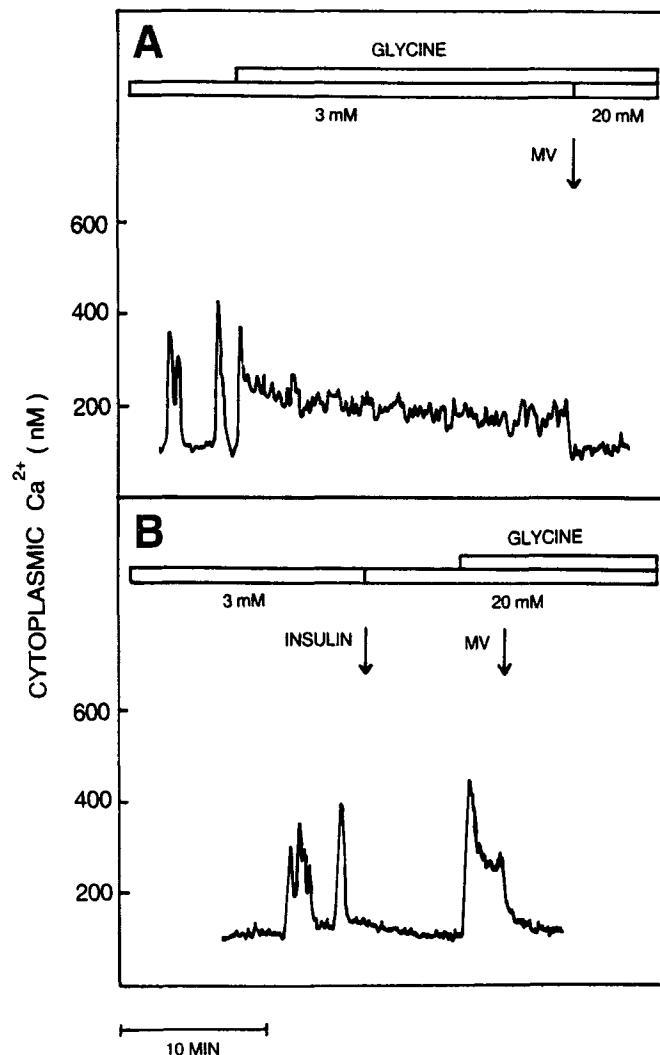 A
GLYCINE
3 mM
20 mM
MV
600
400
200
CYTOPLASMIC Ca²⁺ (nM)
B
GLYCINE
3 mM
20 mM
INSULIN
MV
600
400
200
10 MIN